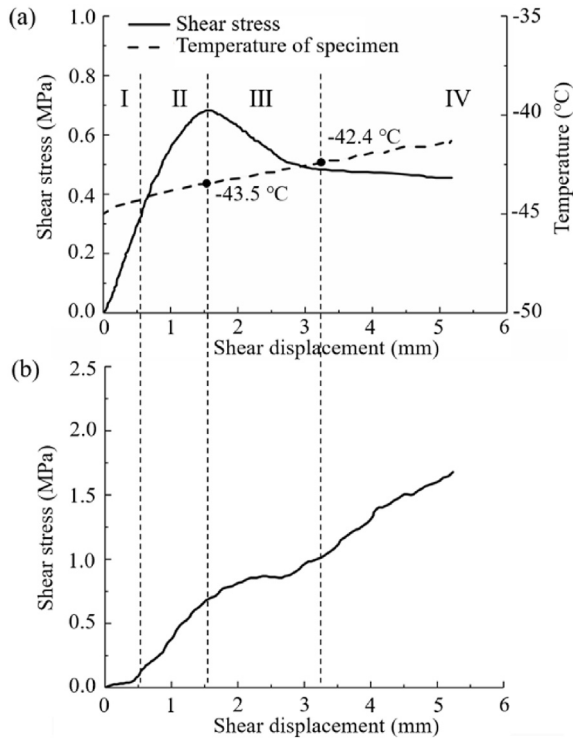 (a)
Shear stress
Temperature of specimen
I II III IV
-42.4 °C
-43.5 °C
Shear stress (MPa)
1.0
0.8
0.6
0.4
0.2
0.0
Temperature (°C)
-35
-40
-45
-50
0 1 2 3 4 5 6
Shear displacement (mm)
(b)
Shear stress (MPa)
2.5
2.0
1.5
1.0
0.5
0.0
0 1 2 3 4 5 6
Shear displacement (mm)